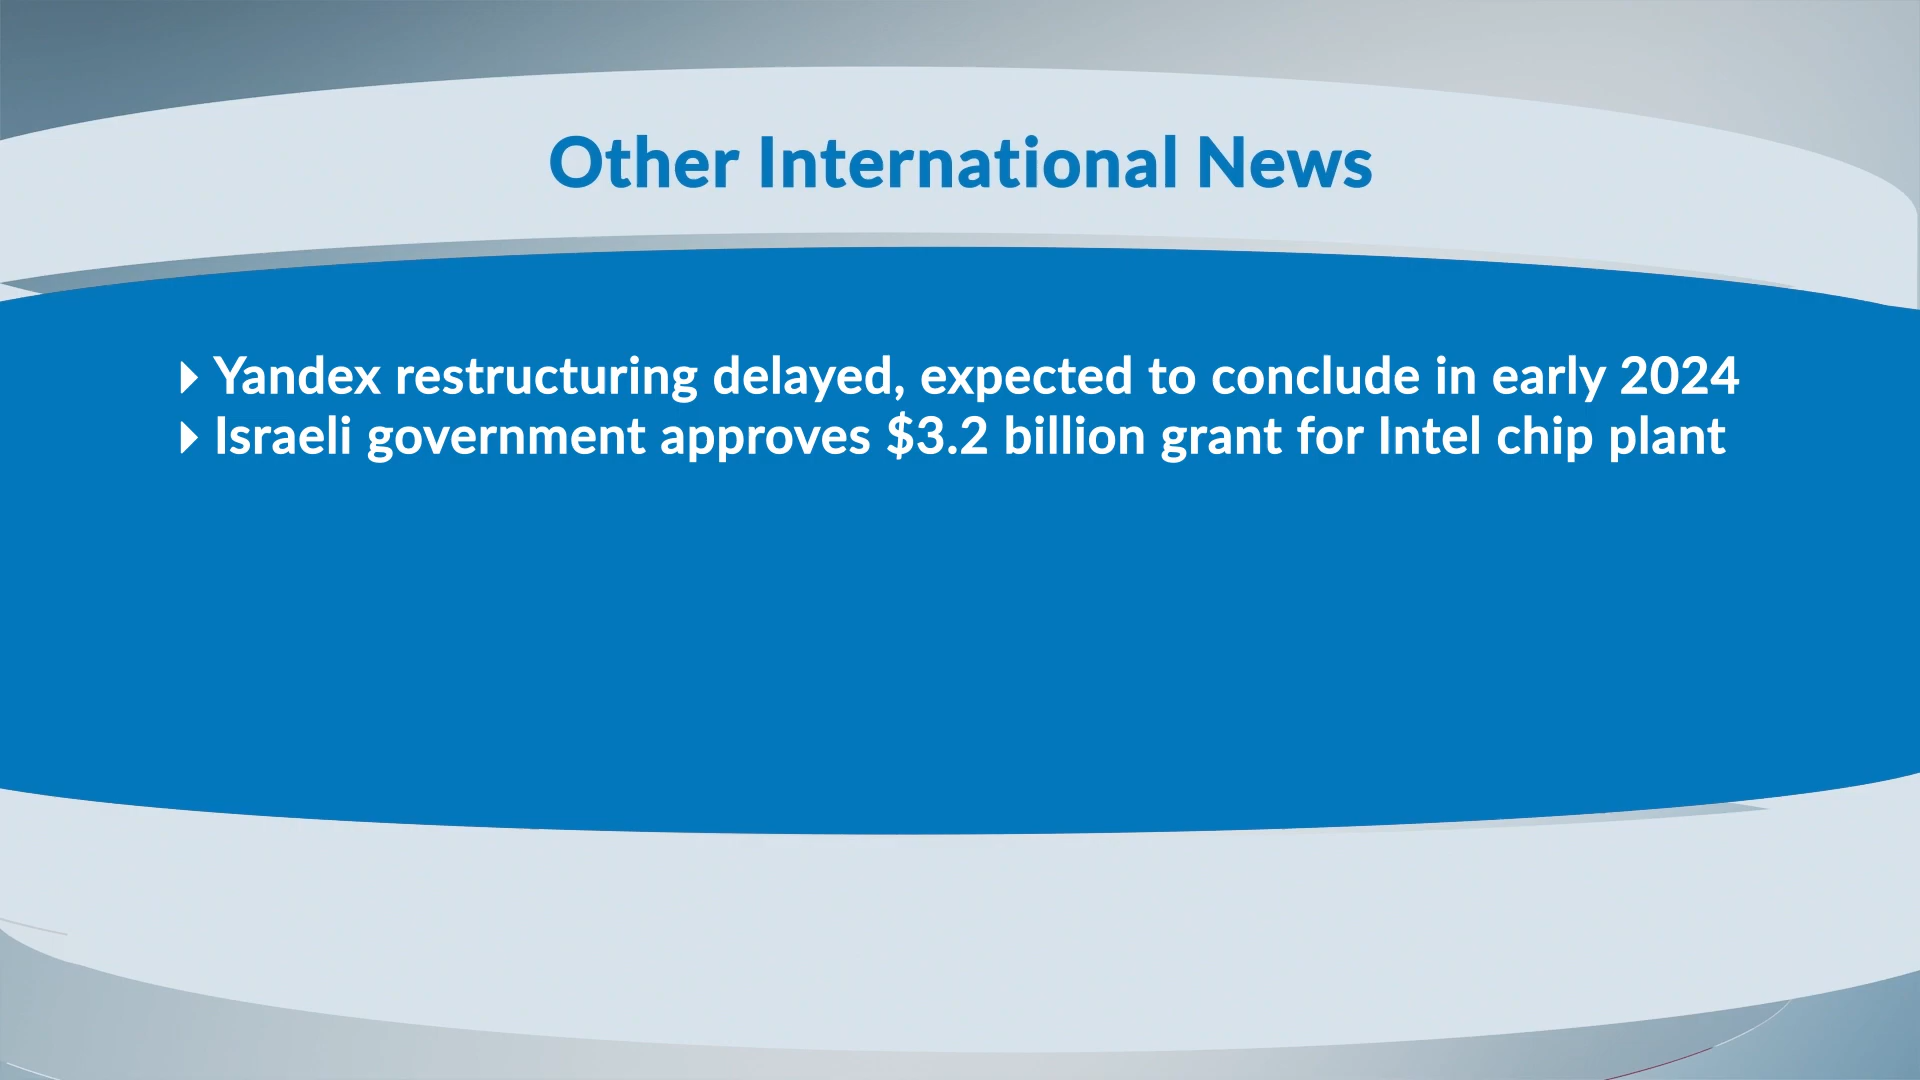 Other International News
Yandex restructuring delayed, expected to conclude in early 2024
Israeli government approves $3.2 billion grant for Intel chip plant